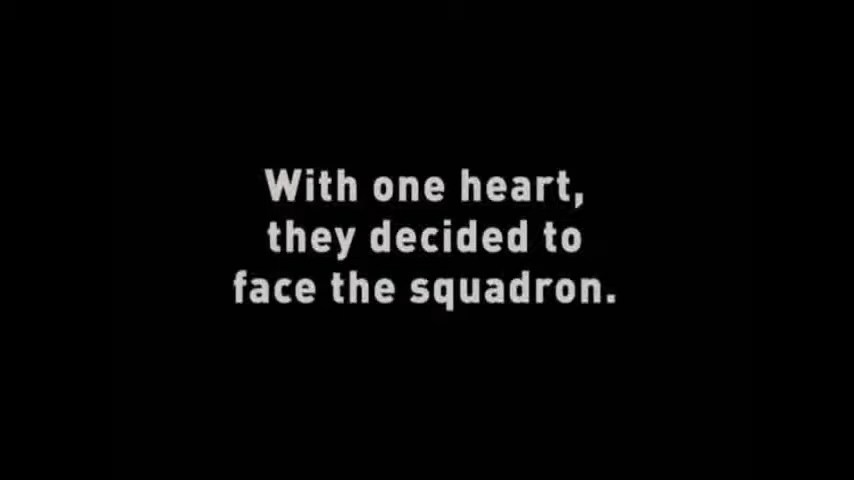 With one heart,
they decided to
face the squadron.